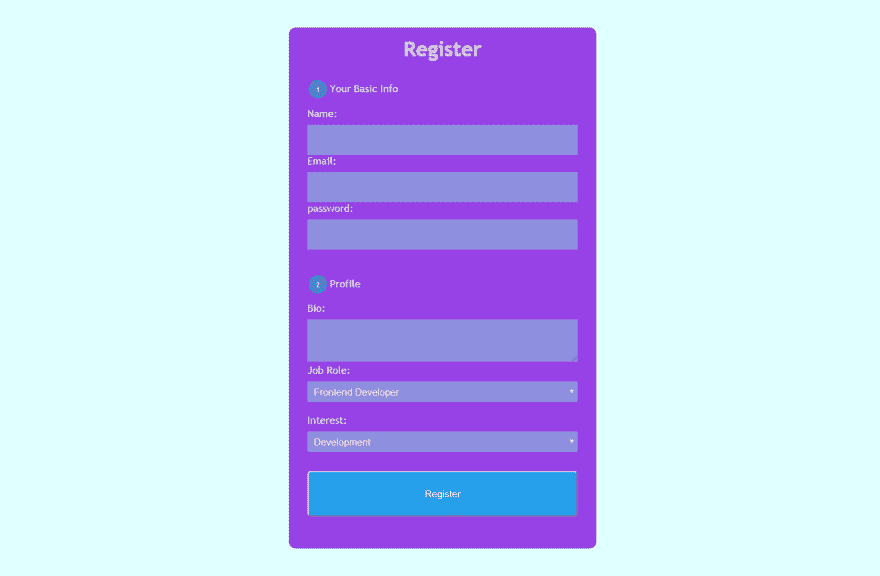 Register
1 Your Basic Info
Name:
Email:
password:
2 Profile
Bio:
Job Role:
Frontend Developer
Interest:
Development
Register